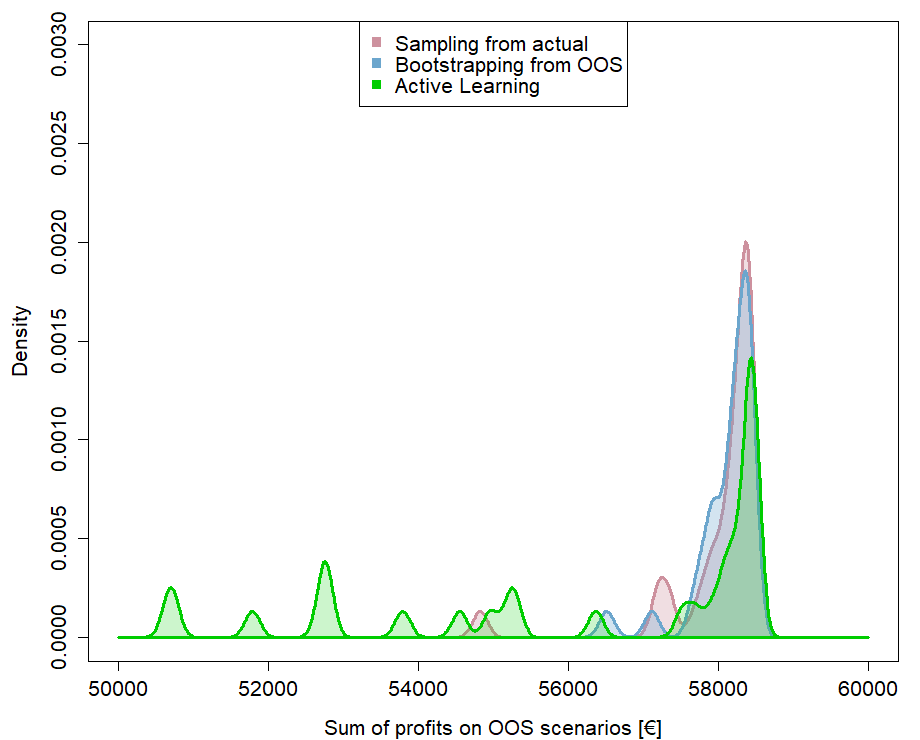 Sampling from actual
Bootstrapping from OOS
Active Learning
0.0030
0.0025
0.0020
0.0015
0.0010
0.0005
0.0000
Density
50000 52000 54000 56000 58000 60000
Sum of profits on OOS scenarios [€]